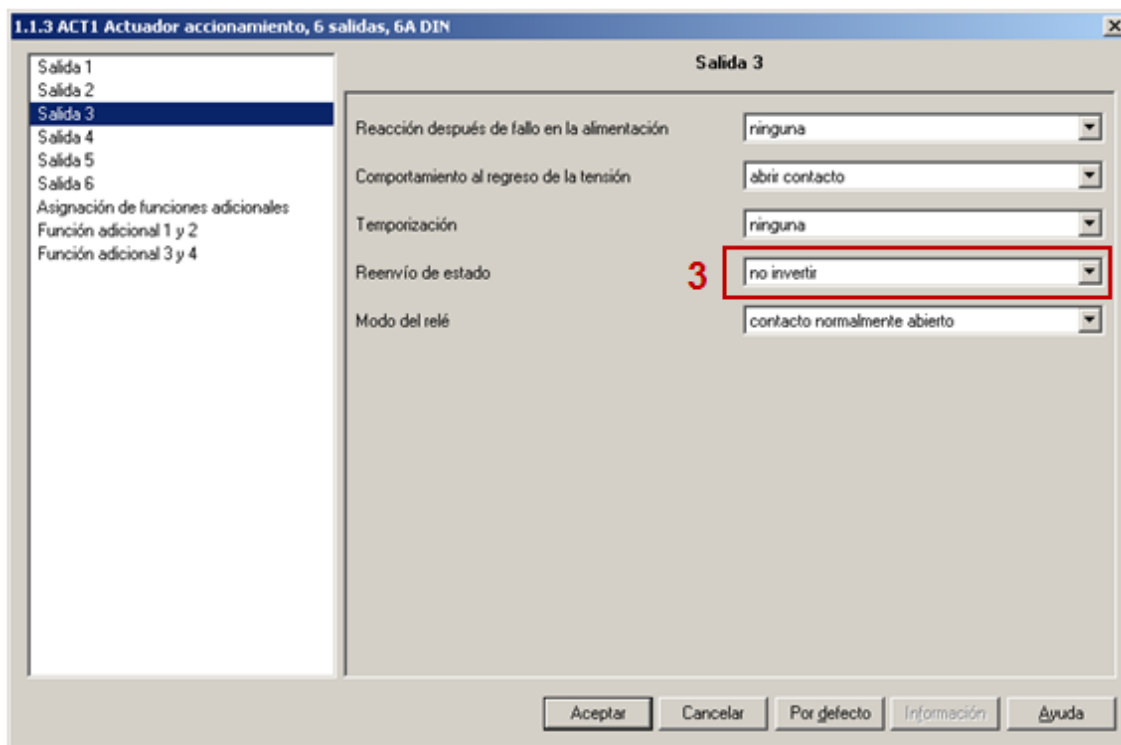 1.1.3 ACT1 Actuador accionamiento, 6 salidas, 6A DIN
Salida 1
Salida 2
Salida 3
Salida 4
Salida 5
Salida 6
Asignación de funciones adicionales
Función adicional 1 y 2
Función adicional 3 y 4
Salida 3
Reacción después de fallo en la alimentación ninguna
Comportamiento al regreso de la tensión abrir contacto
Temporización ninguna
Reenvío de estado 3 no invertir
Modo del relé contacto normalmente abierto
Aceptar Cancelar Por defecto Información Ayuda